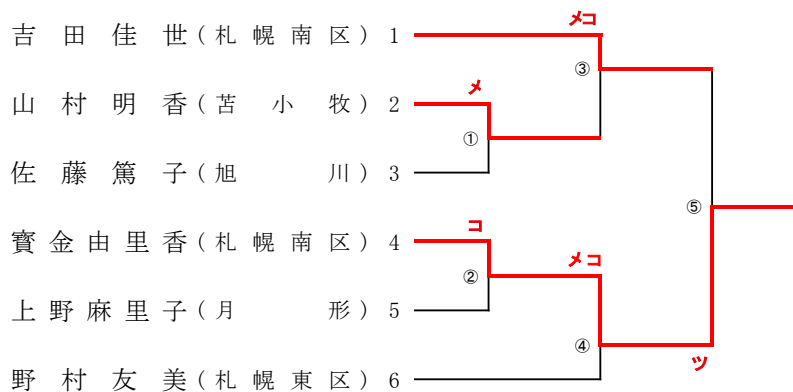 メコ
吉田佳世(札幌南区) 1
③
メ
山村明香(苫小牧) 2
①
佐藤篤子(旭川) 3
⑤
コ
寳金由里香(札幌南区) 4
メコ
②
上野麻里子(月形) 5
④
ツ
野村友美(札幌東区) 6